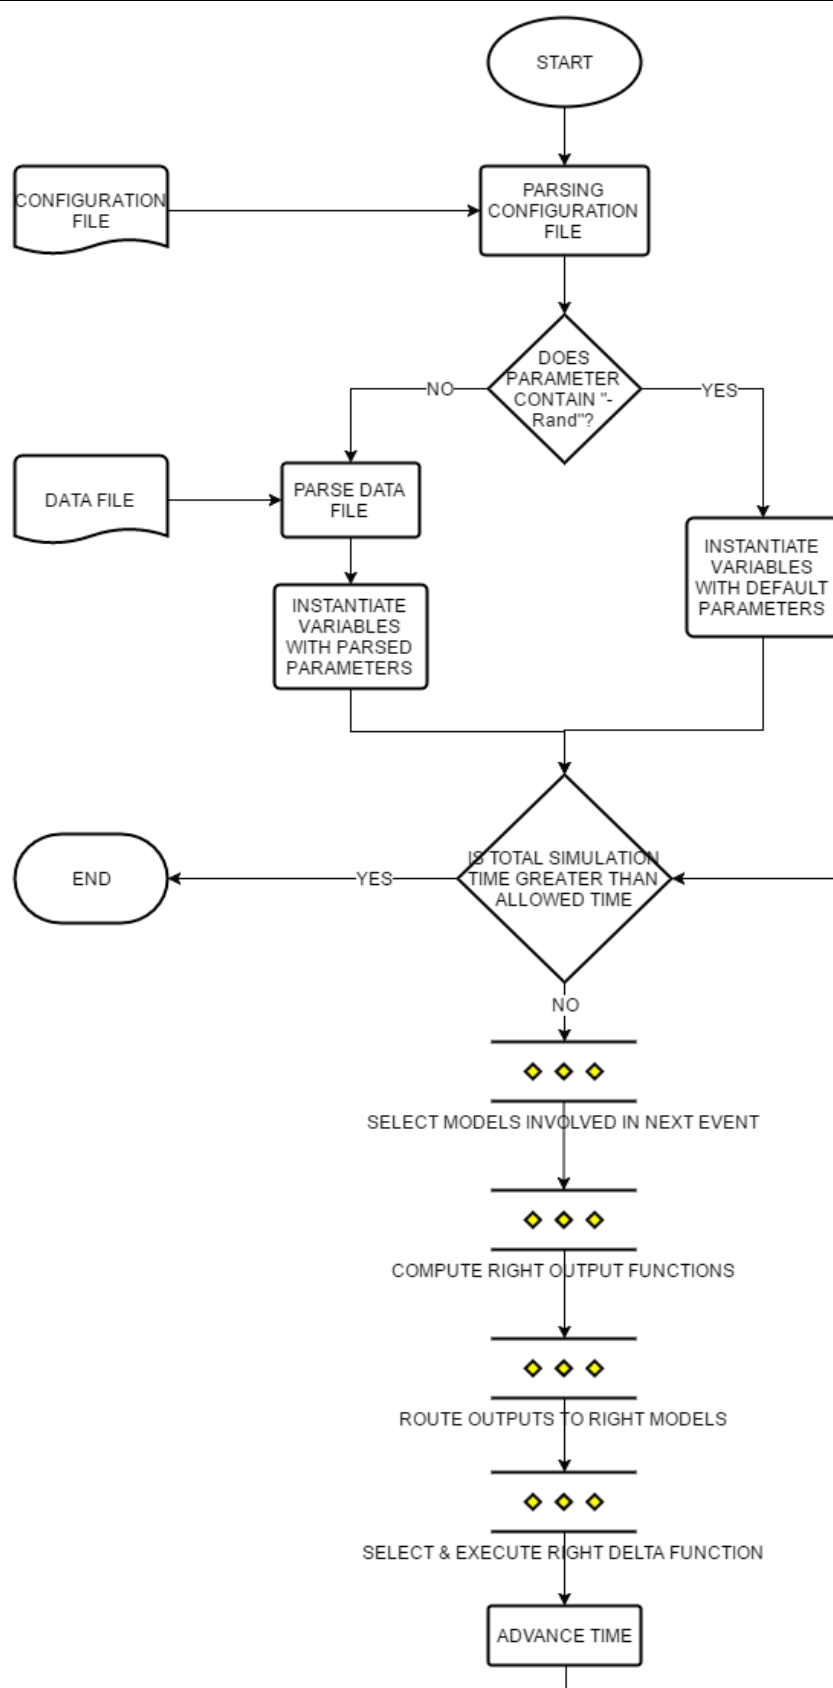 START
CONFIGURATION
FILE
PARSING
CONFIGURATION
FILE
DOES
PARAMETER
CONTAIN "-
Rand"?
NO
YES
DATA FILE
PARSE DATA
FILE
INSTANTIATE
VARIABLES
WITH DEFAULT
PARAMETERS
INSTANTIATE
VARIABLES
WITH PARSED
PARAMETERS
IS TOTAL SIMULATION
TIME GREATER THAN
ALLOWED TIME
YES
END
NO
SELECT MODELS INVOLVED IN NEXT EVENT
COMPUTE RIGHT OUTPUT FUNCTIONS
ROUTE OUTPUTS TO RIGHT MODELS
SELECT & EXECUTE RIGHT DELTA FUNCTION
ADVANCE TIME